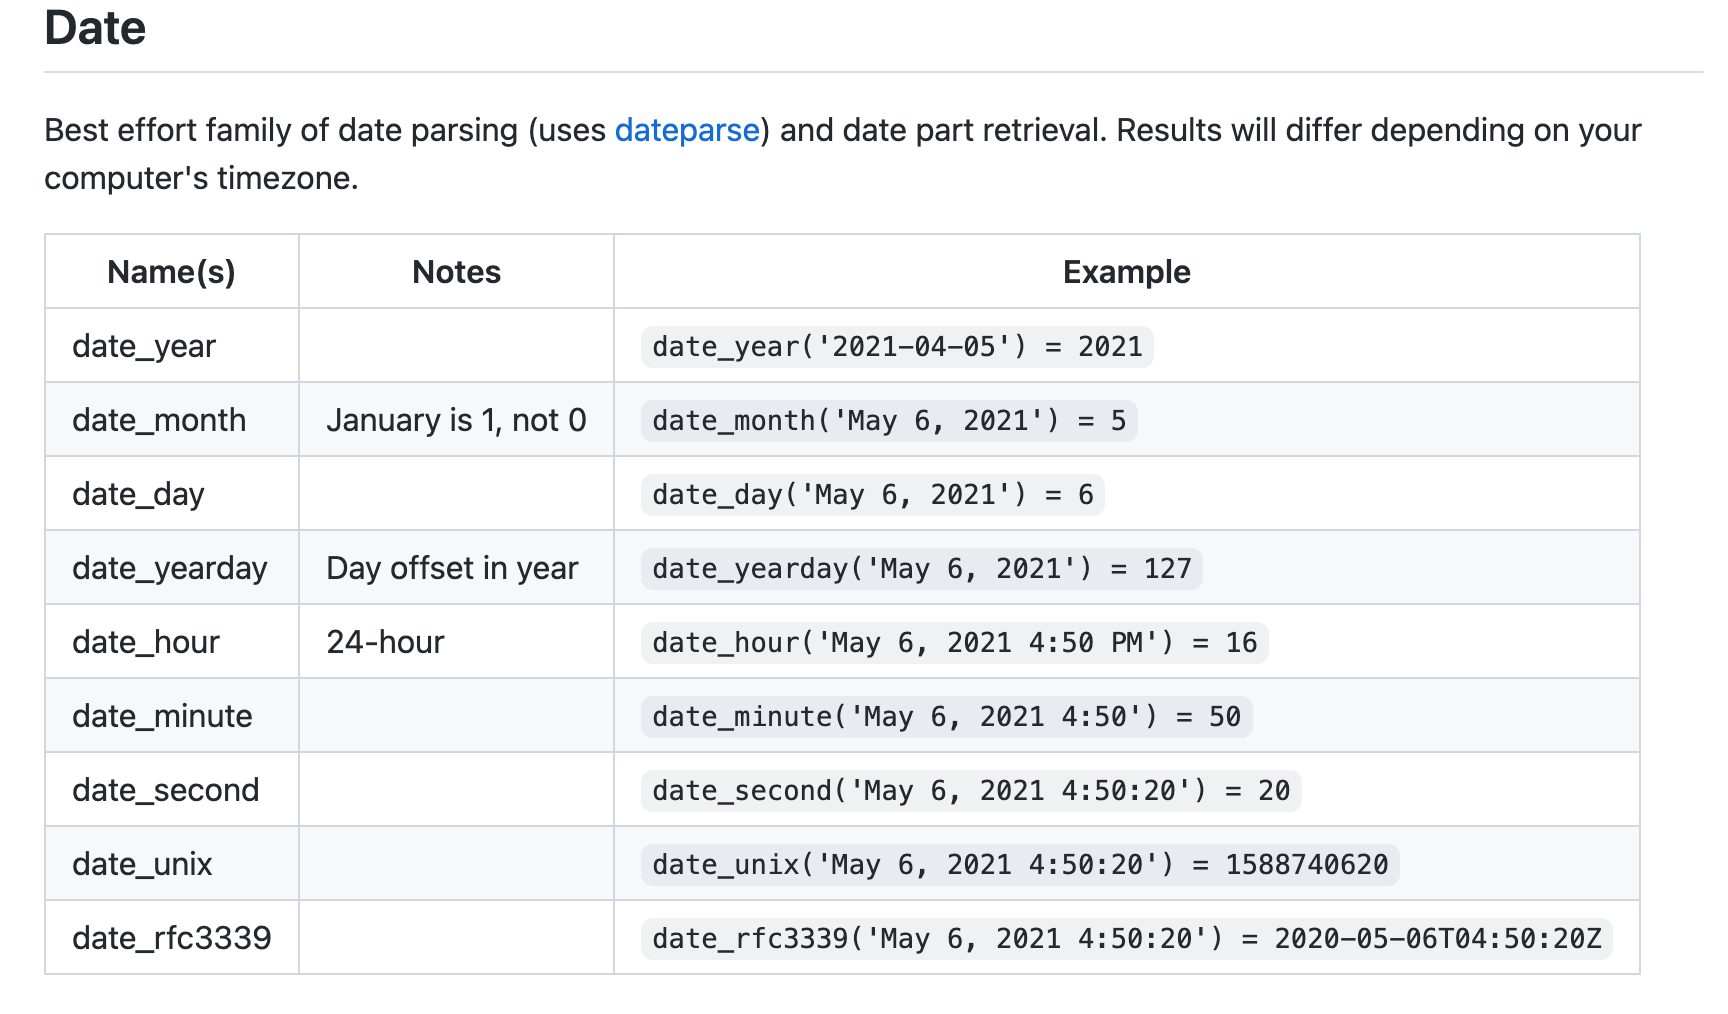 Date
Best effort family of date parsing (uses dateparse) and date part retrieval. Results will differ depending on your
computer's timezone.
Name(s) Notes Example
date_year date_year('2021-04-05') = 2021
date_month January is 1, not 0 date_month('May 6, 2021') = 5
date_day date_day('May 6, 2021') = 6
date_yearday Day offset in year date_yearday('May 6, 2021') = 127
date_hour 24-hour date_hour('May 6, 2021 4:50 PM') = 16
date_minute date_minute('May 6, 2021 4:50') = 50
date_second date_second('May 6, 2021 4:50:20') = 20
date_unix date_unix('May 6, 2021 4:50:20') = 1588740620
date_rfc3339 date_rfc3339('May 6, 2021 4:50:20') = 2020-05-06T04:50:20Z